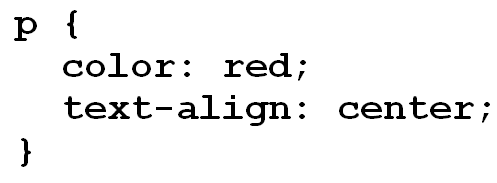 p {
  color: red;
  text-align: center;
}